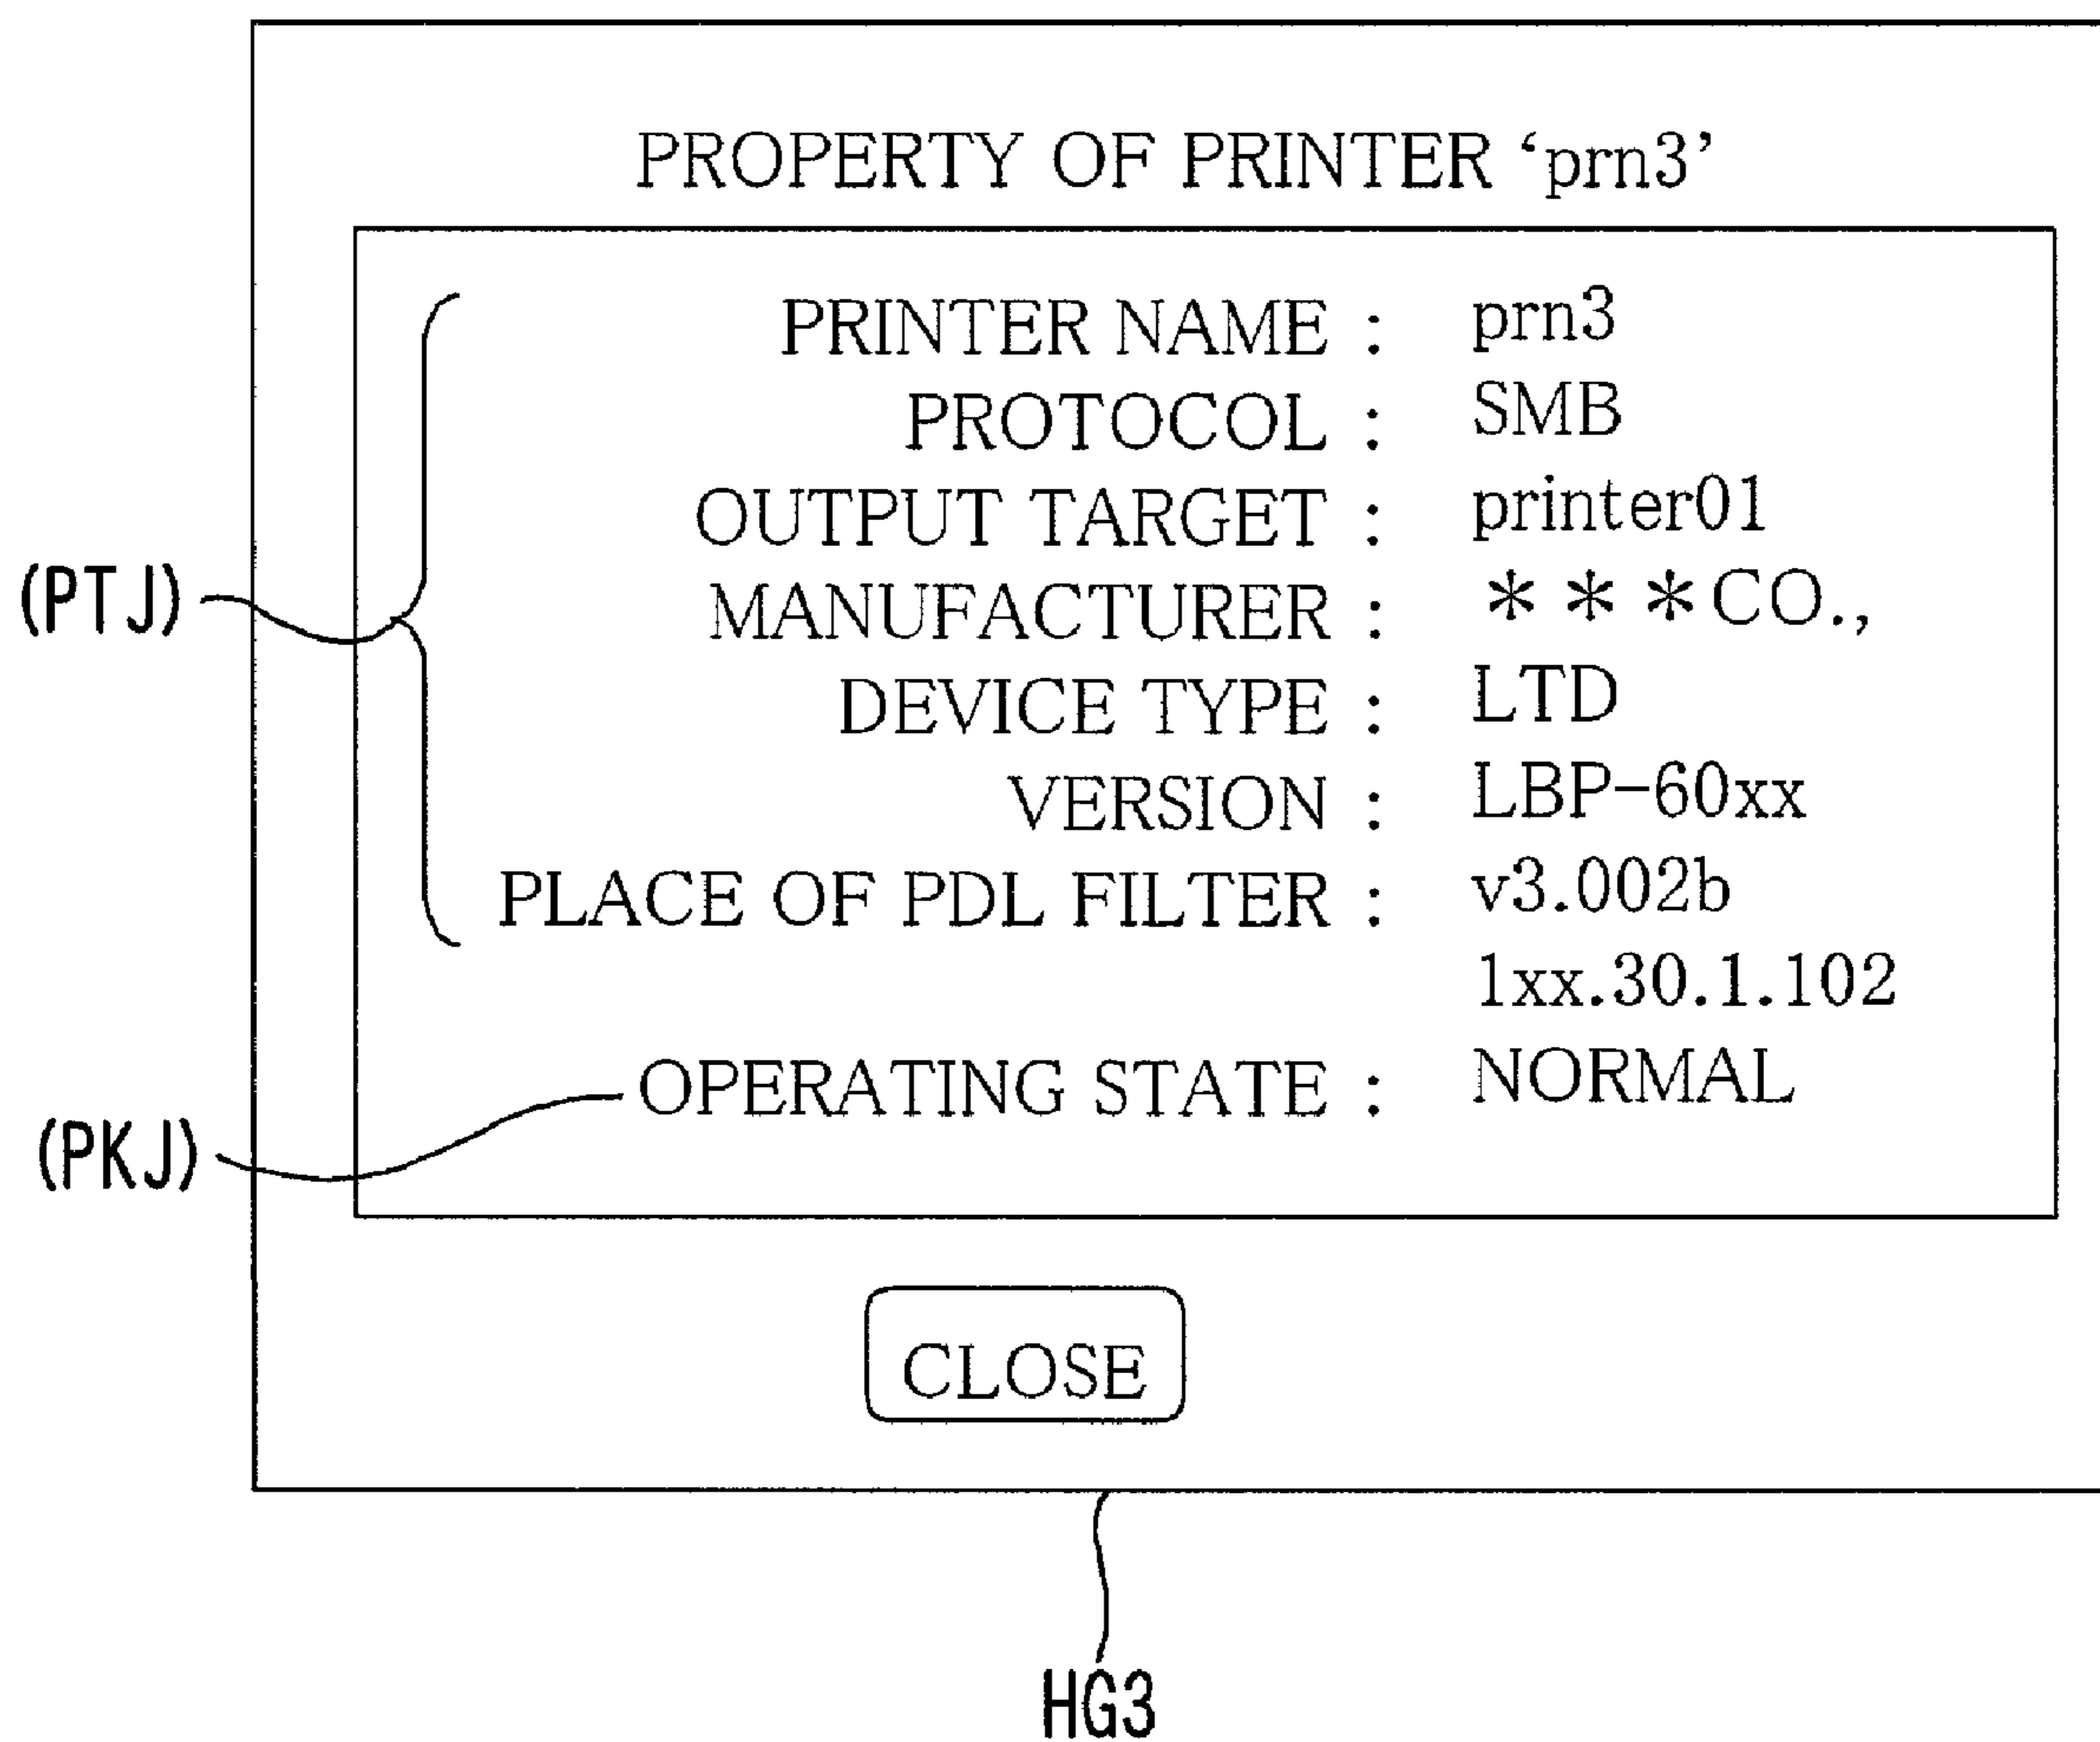 PROPERTY OF PRINTER ‘prn3’
PRINTER NAME : prn3
PROTOCOL : SMB
OUTPUT TARGET : printer01
(PTJ)
MANUFACTURER : ***CO.,
DEVICE TYPE : LTD
VERSION : LBP-60xx
PLACE OF PDL FILTER : v3.002b
1xx.30.1.102
OPERATING STATE : NORMAL
(PKJ)
CLOSE
HG3